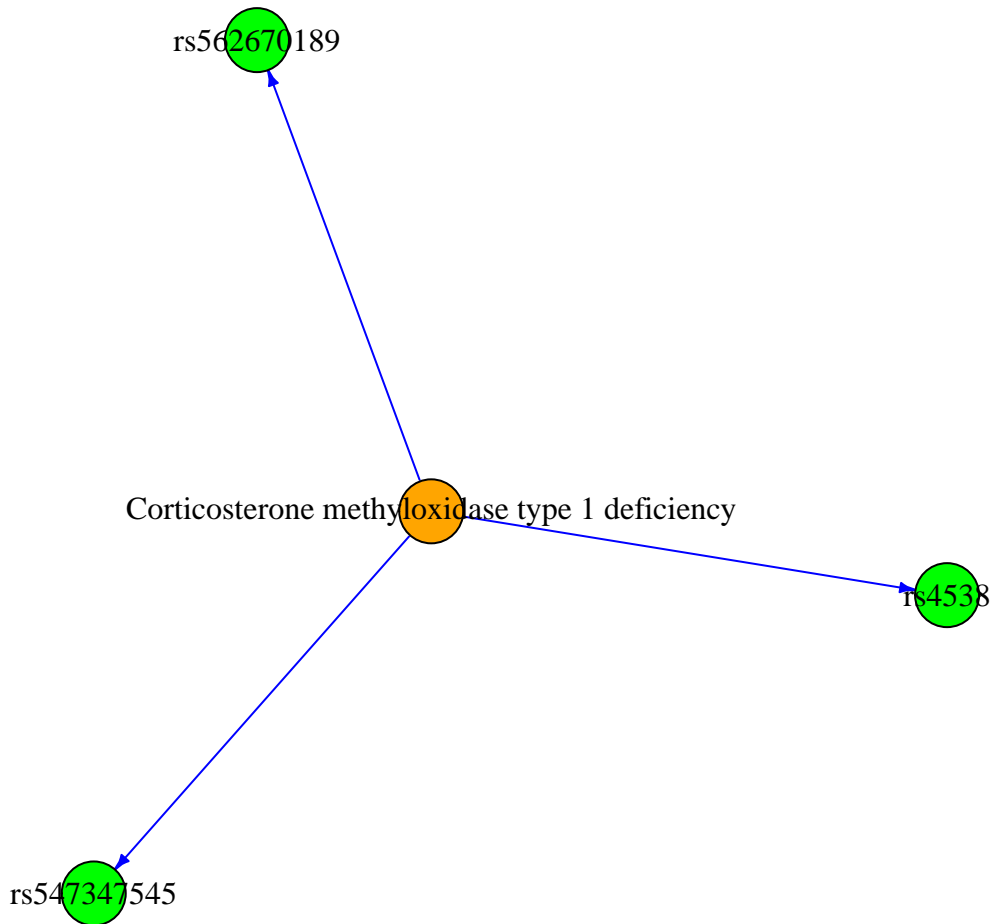 rs562670189
Corticosterone methyloxidase type 1 deficiency
rs4538
rs547347545